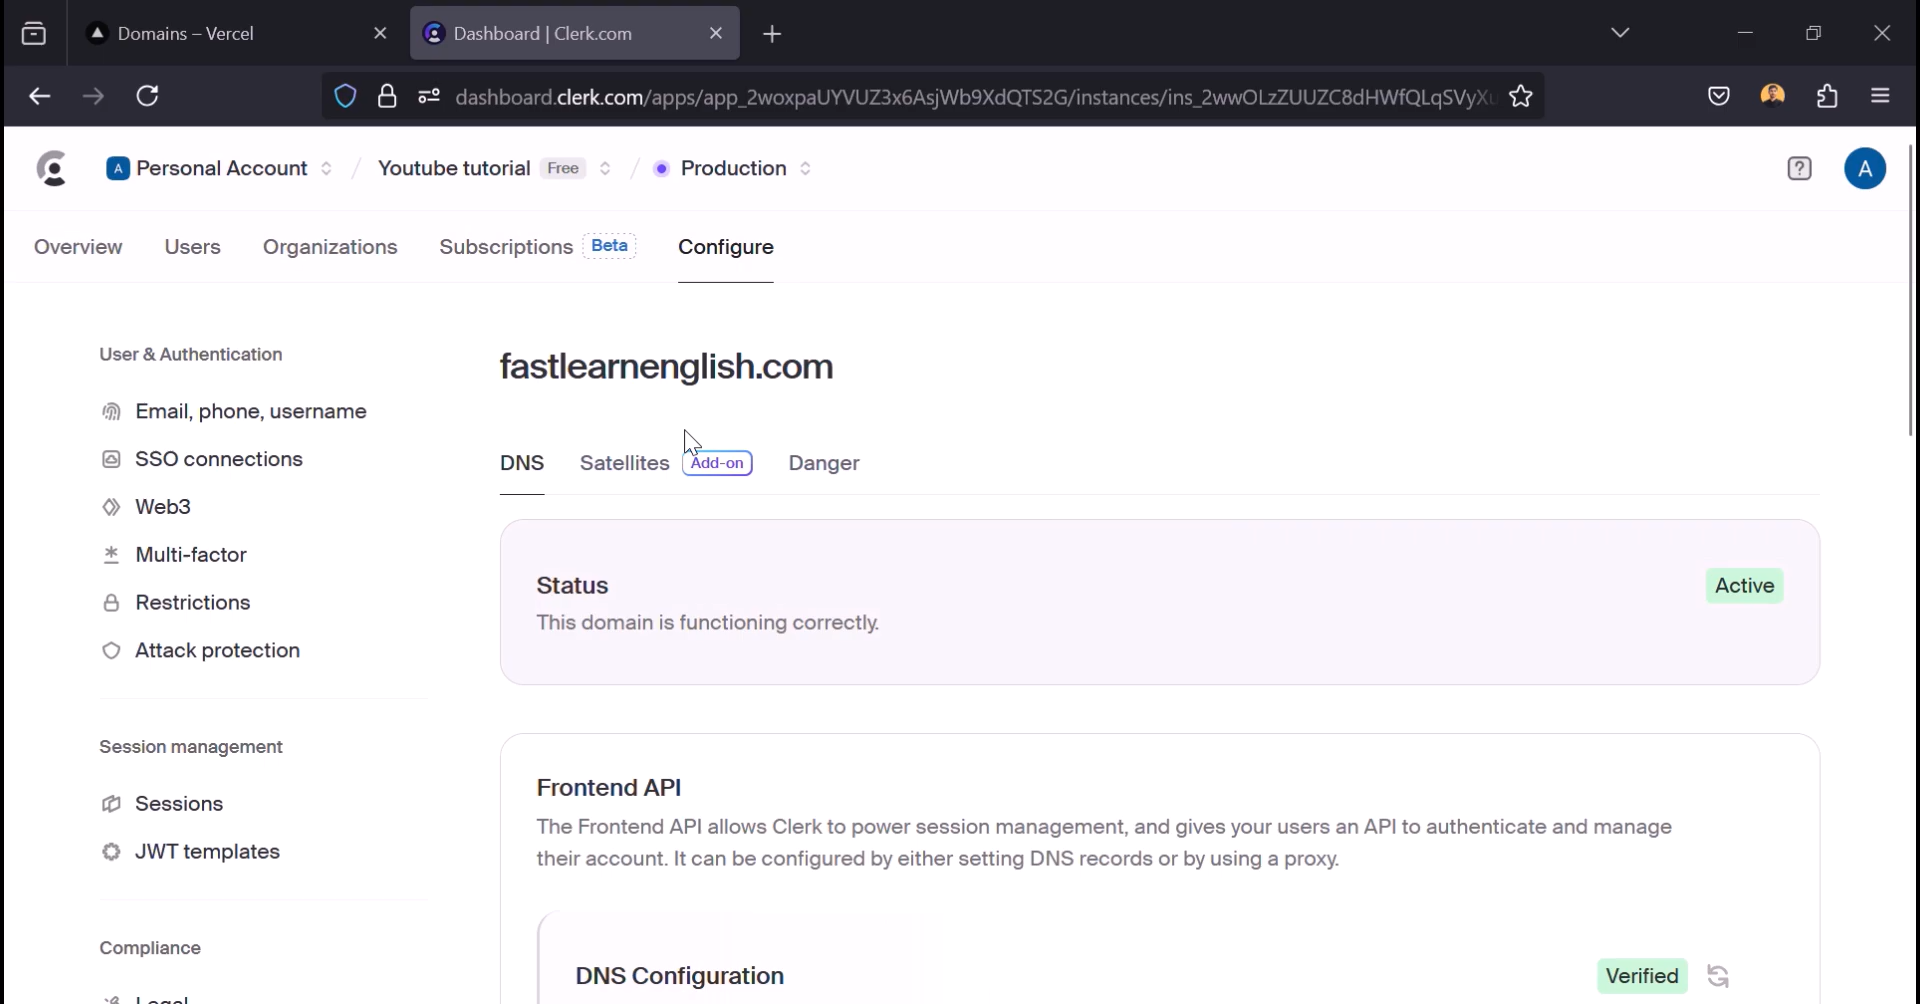 Domains – Vercel
Dashboard | Clerk.com
dashboard.clerk.com/apps/app_2woxpaUYVUZ3x6AsjWb9XdQTS2G/instances/ins_2wwOLzZUUZC8dHWfQLqSVyXu
A Personal Account / Youtube tutorial Free / Production
? A
Overview Users Organizations Subscriptions Beta Configure
User & Authentication
Email, phone, username
SSO connections
Web3
Multi-factor
Restrictions
Attack protection
Session management
Sessions
JWT templates
Compliance
Legal
fastlearnenglish.com
DNS Satellites Add-on Danger
Status
Active
This domain is functioning correctly.
Frontend API
The Frontend API allows Clerk to power session management, and gives your users an API to authenticate and manage
their account. It can be configured by either setting DNS records or by using a proxy.
DNS Configuration
Verified